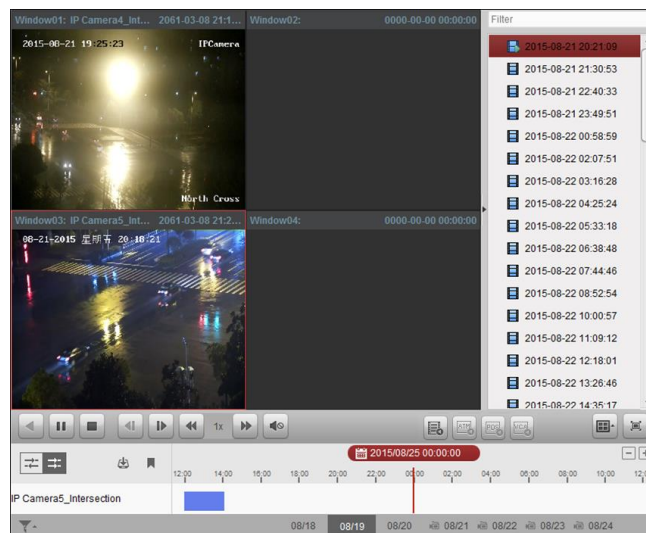 Window01: IP Camera4_Int... 2061-03-08 21:1...
Window02: 0000-00-00 00:00:00
Filter
2015-08-21 19:25:23 IPCamera
North Cross
Window03: IP Camera5_Int... 2061-03-08 21:2...
Window04: 0000-00-00 00:00:00
08-21-2015 星期五 20:18:21
2015-08-21 20:21:09
2015-08-21 21:30:53
2015-08-21 22:40:33
2015-08-21 23:49:51
2015-08-22 00:58:59
2015-08-22 02:07:51
2015-08-22 03:16:28
2015-08-22 04:25:24
2015-08-22 05:33:18
2015-08-22 06:38:48
2015-08-22 07:44:46
2015-08-22 08:52:54
2015-08-22 10:00:57
2015-08-22 11:09:12
2015-08-22 12:18:01
2015-08-22 13:26:46
2015-08-22 14:35:17
1x
ATM
POS
VCA
2015/08/25 00:00:00
12:00 14:00 16:00 18:00 20:00 22:00 00:00 02:00 04:00 06:00 08:00 10:00 12:0
IP Camera5_Intersection
08/18 08/19 08/20 08/21 08/22 08/23 08/24